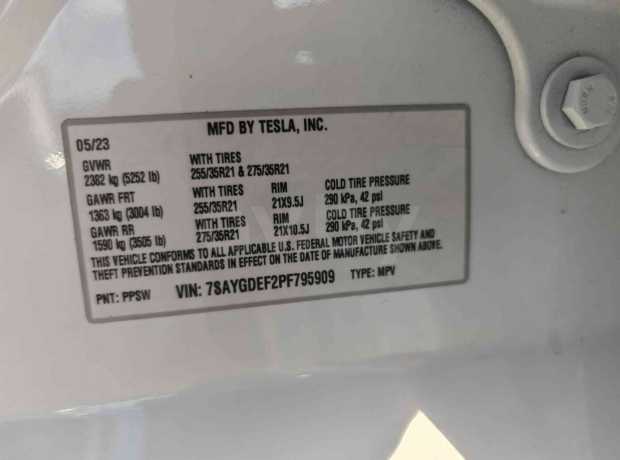 MFD BY TESLA, INC.
05/23
GVWR WITH TIRES
2382 kg (5252 lb) 255/35R21 & 275/35R21
GAWR FRT WITH TIRES RIM COLD TIRE PRESSURE
1363 kg (3004 lb) 255/35R21 21X9.5J 290 kPa, 42 psi
GAWR RR WITH TIRES RIM COLD TIRE PRESSURE
1590 kg (3505 lb) 275/35R21 21X10.5J 290 kPa, 42 psi
THIS VEHICLE CONFORMS TO ALL APPLICABLE U.S. FEDERAL MOTOR VEHICLE SAFETY AND
THEFT PREVENTION STANDARDS IN EFFECT ON THE DATE OF MANUFACTURE SHOWN ABOVE.
PNT: PPSW VIN: 7SAYGDEF2PF795909 TYPE: MPV